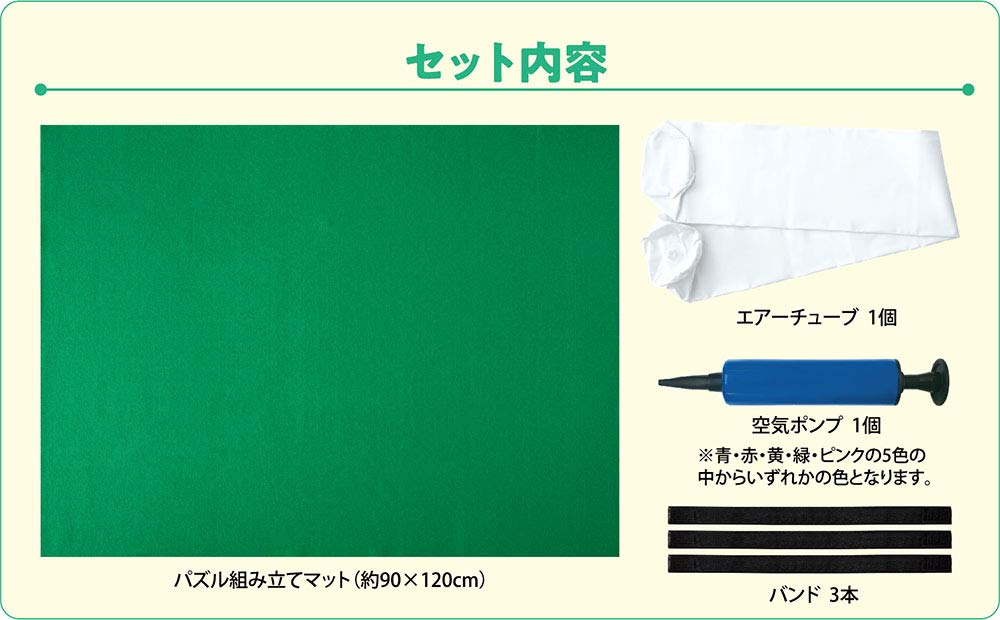 セット内容
パズル組み立てマット（約90×120cm）
エアーチューブ 1個
空気ポンプ 1個
※青・赤・黄・緑・ピンクの5色の
中からいずれかの色となります。
バンド 3本